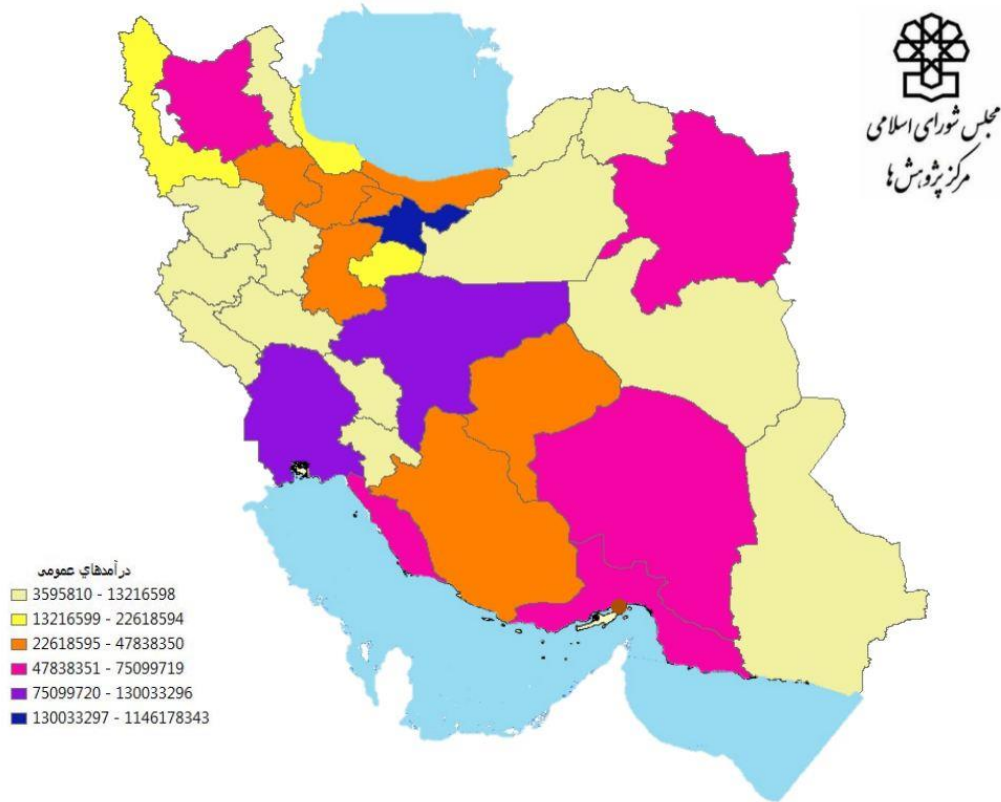 مجلس شورای اسلامی
مرکز پژوهش‌ها
درآمدهاي عمومی
3595810 - 13216598
13216599 - 22618594
22618595 - 47838350
47838351 - 75099719
75099720 - 130033296
130033297 - 1146178343